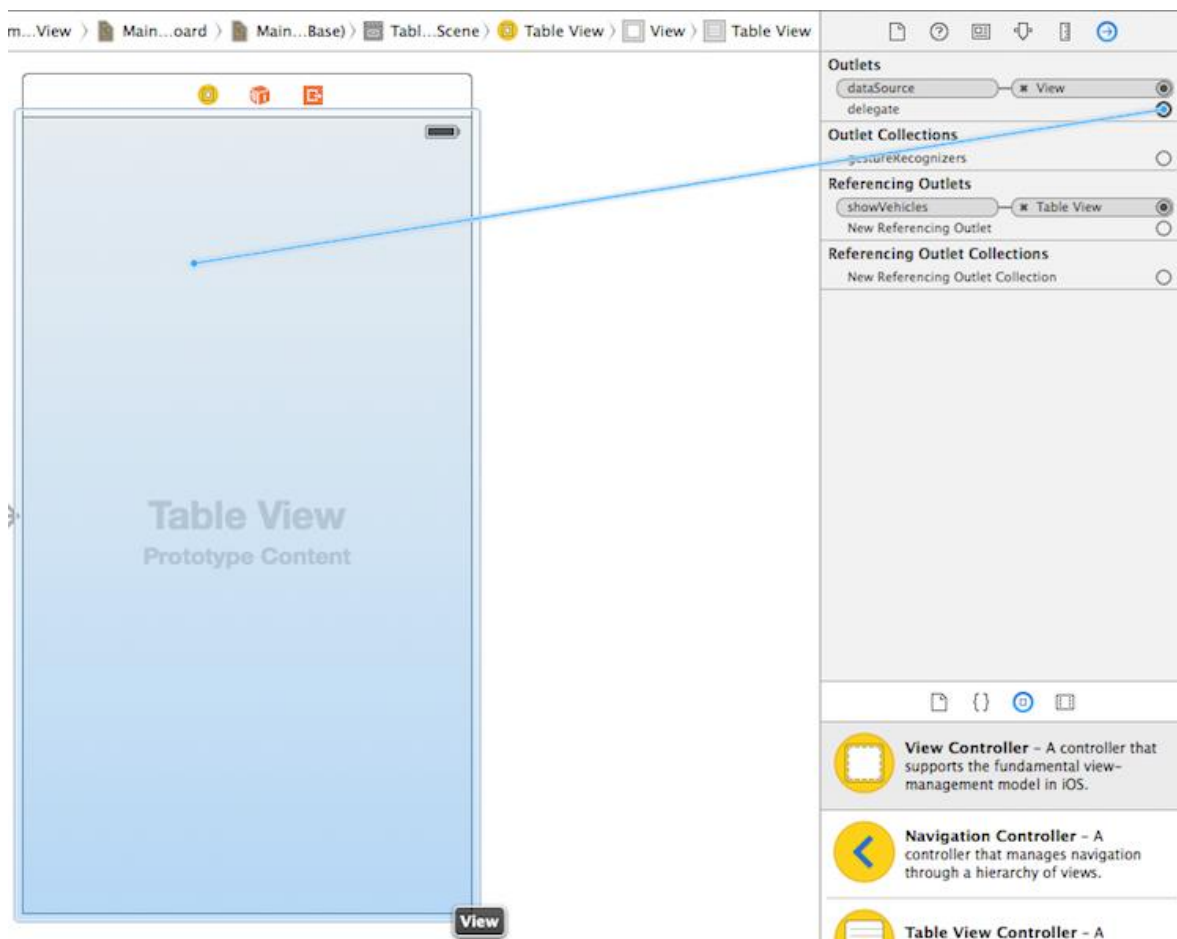 m...View 〉 Main...oard 〉 Main...Base) 〉 Tabl...Scene 〉 Table View 〉 View 〉 Table View
Outlets
dataSource View
delegate
Outlet Collections
gestureRecognizers
Referencing Outlets
showVehicles Table View
New Referencing Outlet
Referencing Outlet Collections
New Referencing Outlet Collection
Table View
Prototype Content
View
View Controller – A controller that
supports the fundamental view-
management model in iOS.
Navigation Controller – A
controller that manages navigation
through a hierarchy of views.
Table View Controller – A